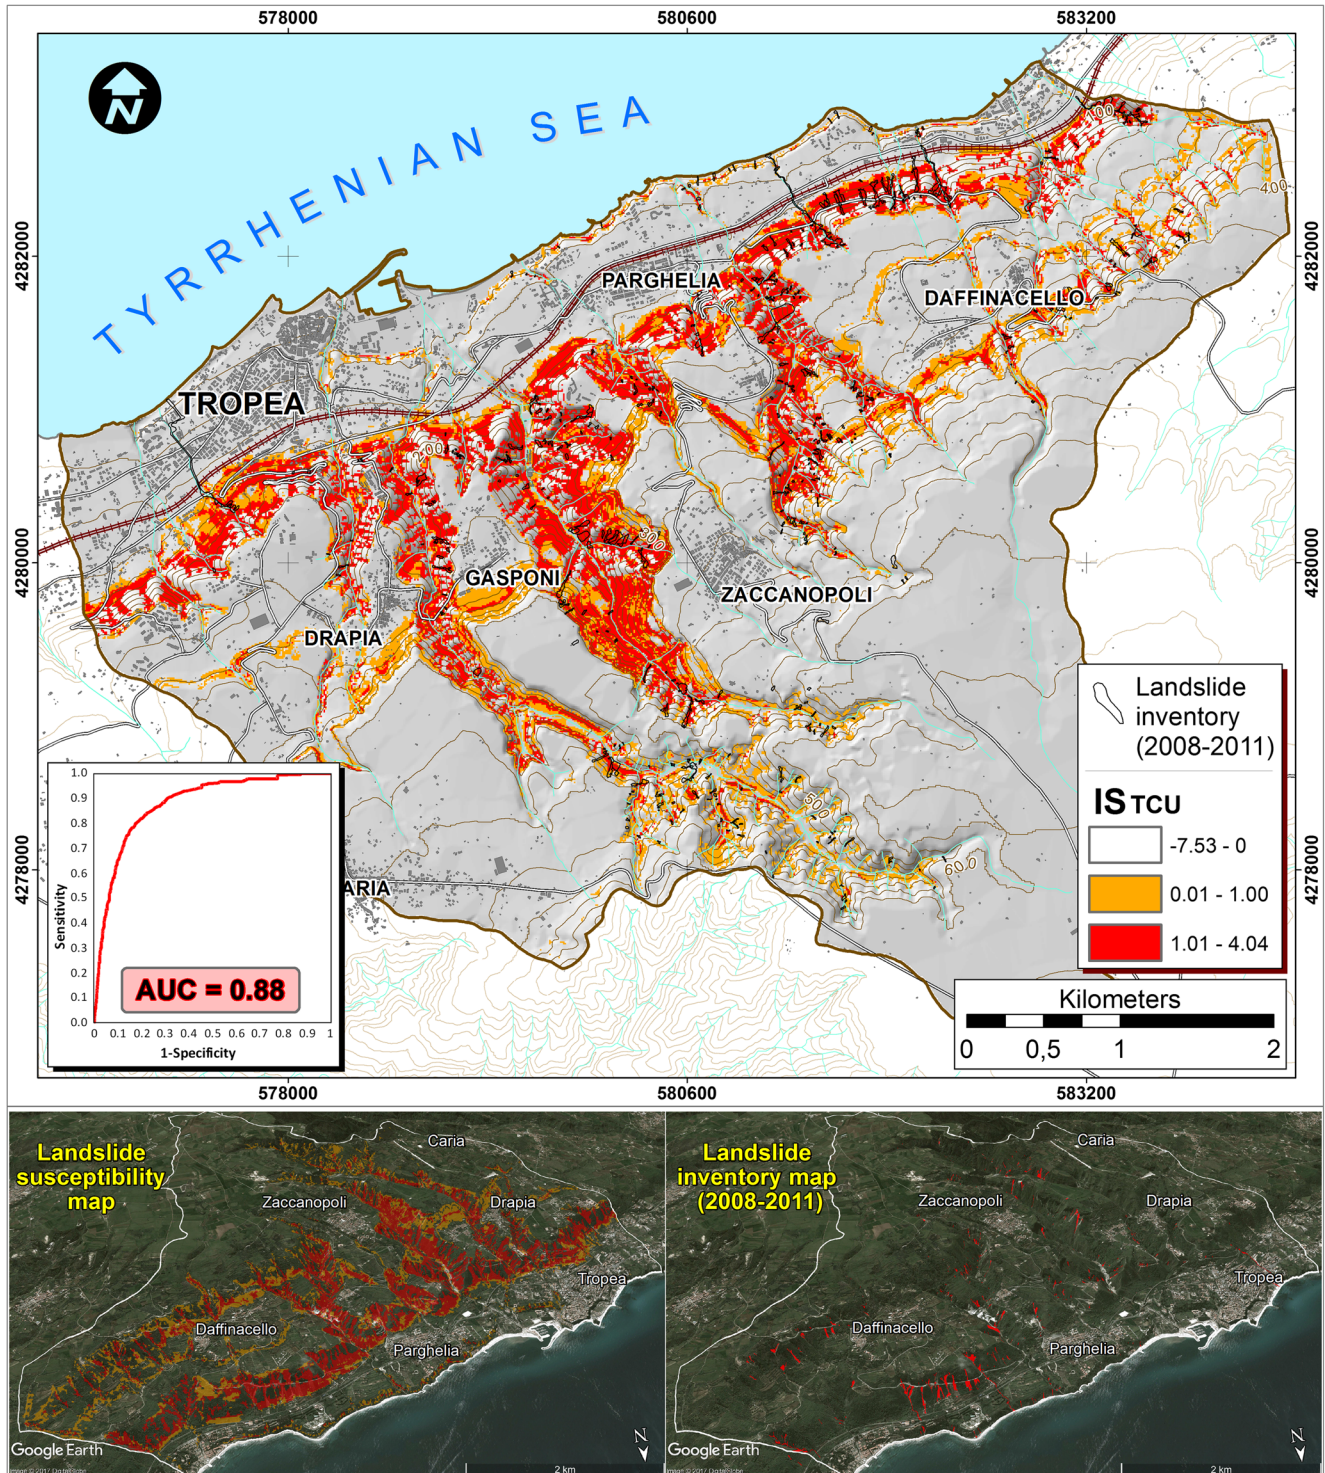 578000
580600
583200
N
TYRRHENIAN SEA
100
400
4282000
4282000
PARGHELIA
DAFFINACELLO
TROPEA
100
300
4280000
4280000
GASPONI
ZACCANOPOLI
DRAPIA
500
60.0
4278000
4278000
ARIA
Landslide
inventory
(2008-2011)
IS TCU
-7.53 - 0
0.01 - 1.00
1.01 - 4.04
1.0
0.9
0.8
0.7
0.6
0.5
0.4
0.3
0.2
0.1
0.0
Sensitivity
AUC = 0.88
0 0.1 0.2 0.3 0.4 0.5 0.6 0.7 0.8 0.9 1
1-Specificity
Kilometers
0 0,5 1 2
578000
580600
583200
Landslide
susceptibility
map
Caria
Zaccanopoli
Drapia
Tropea
Daffinacello
Parghelia
Google Earth
N
2 km
Landslide
inventory map
(2008-2011)
Caria
Zaccanopoli
Drapia
Tropea
Daffinacello
Parghelia
Google Earth
N
2 km